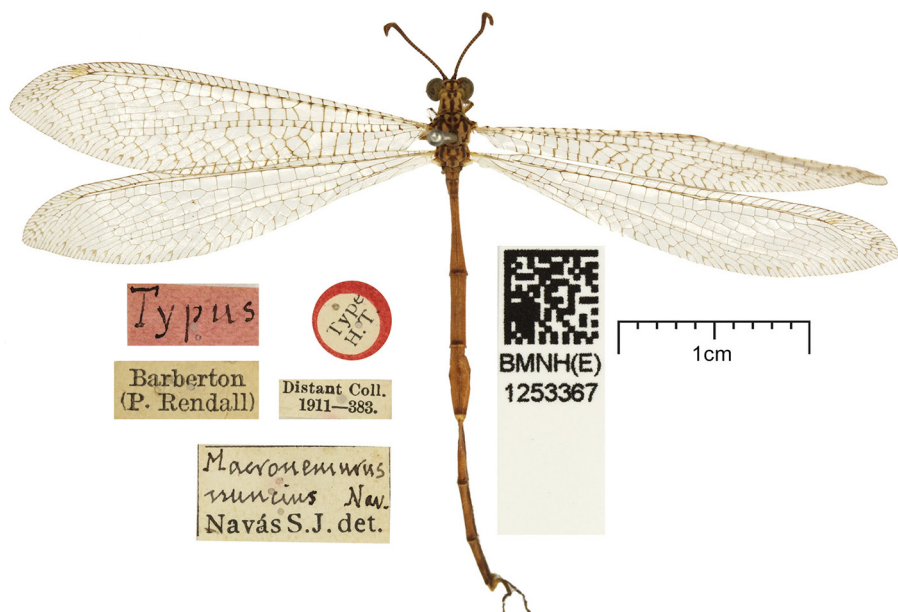 Typus
Type
H.T
Barberton
(P. Rendall)
Distant Coll.
1911—383.
Macronemurus
nuncius Nav.
Navás S.J. det.
BMNH(E)
1253367
1cm